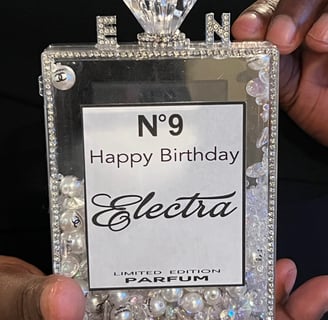 E N
N°9
Happy Birthday
Electra
LIMITED EDITION
PARFUM